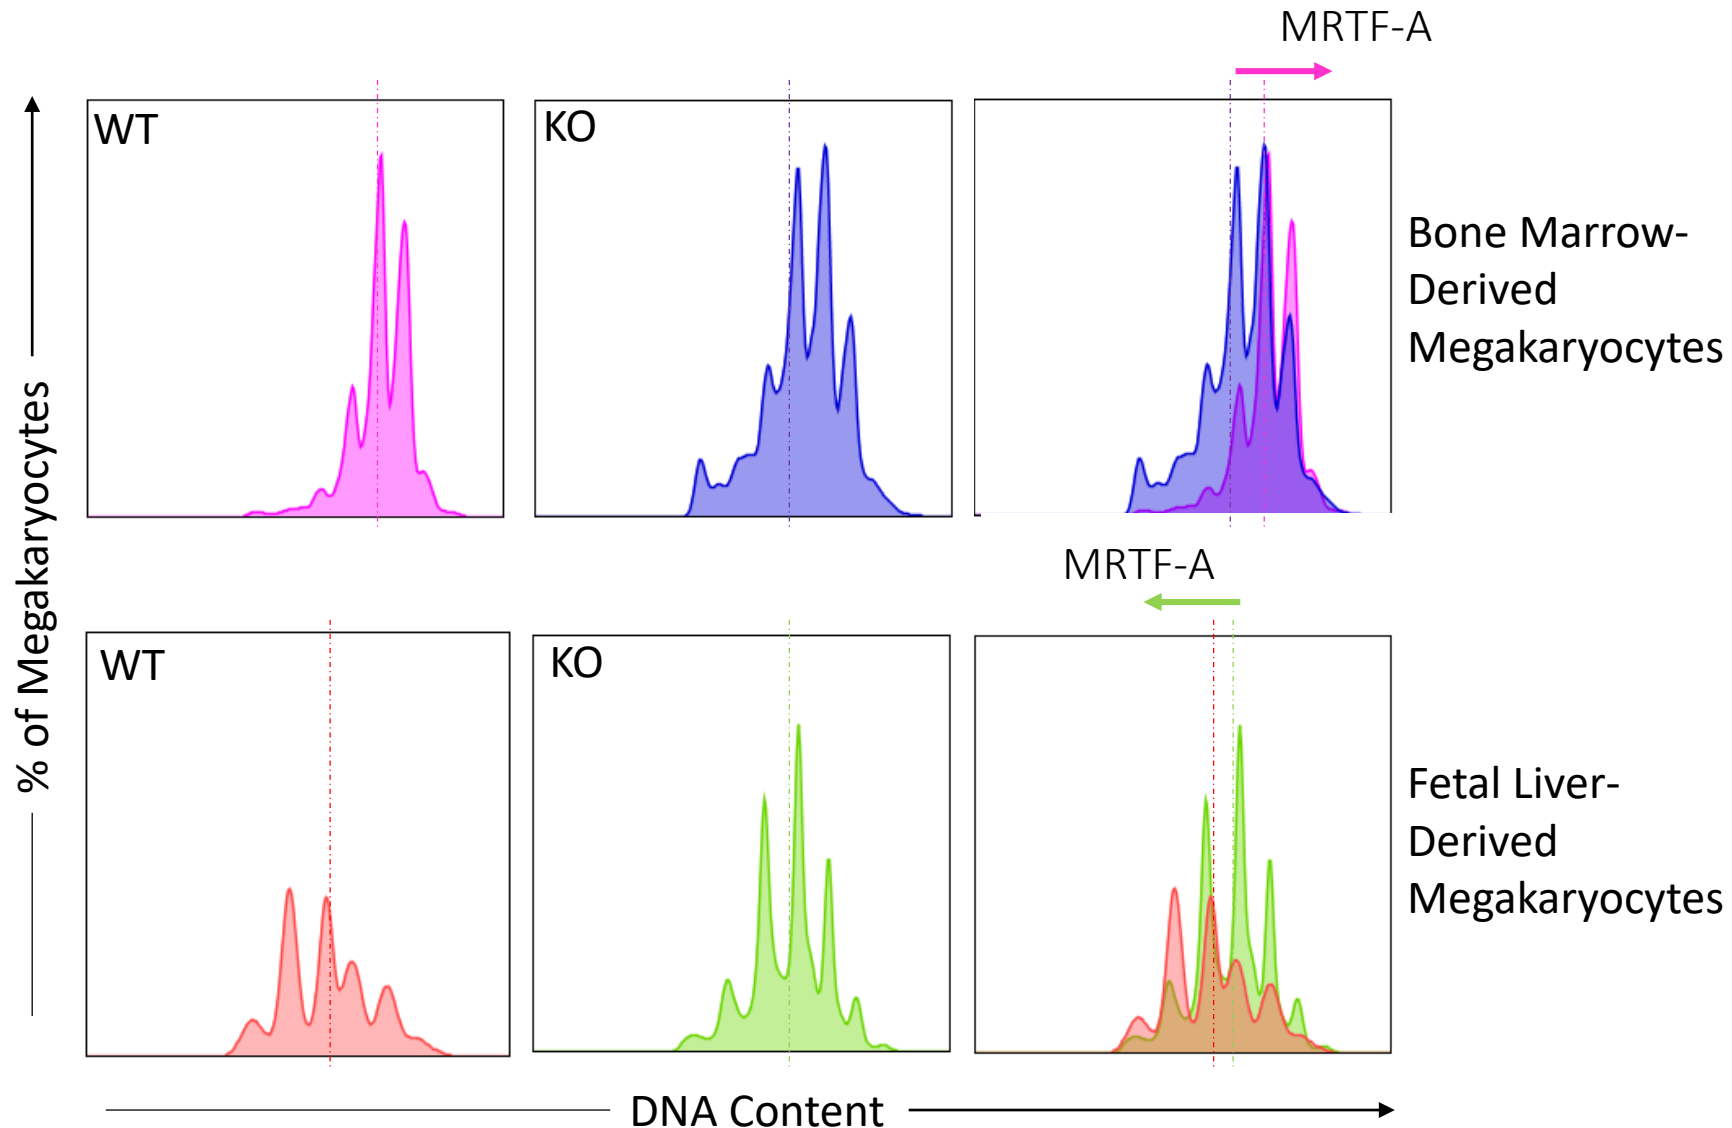 MRTF-A
WT
KO
Bone Marrow-
Derived
Megakaryocytes
% of Megakaryocytes
MRTF-A
WT
KO
Fetal Liver-
Derived
Megakaryocytes
DNA Content